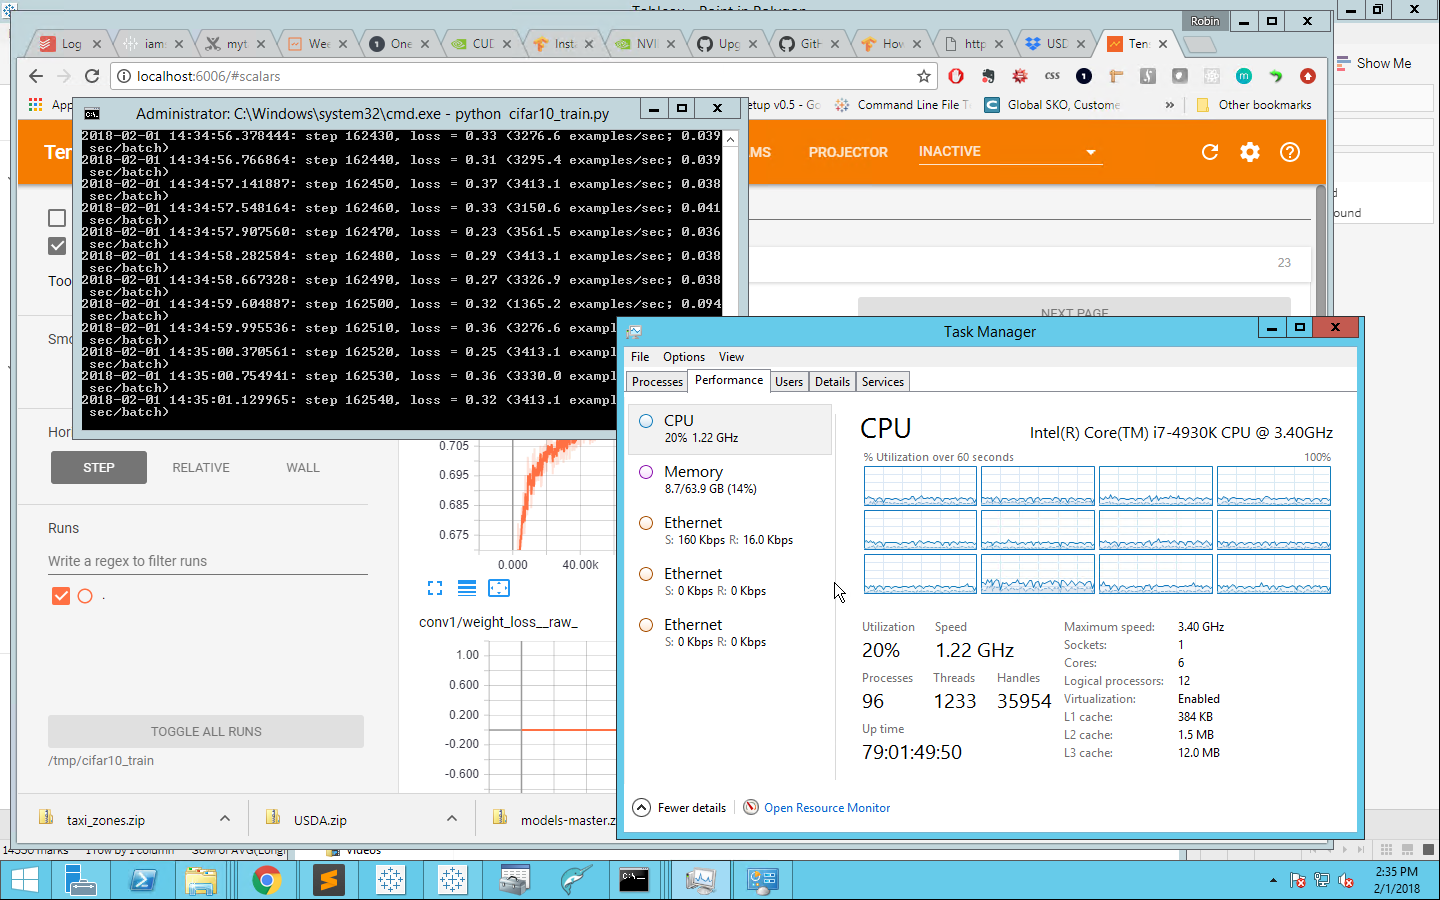 Robin
Log
iams
myt
Wee
One
CUD
Insta
NVI
Upg
GitH
How
http
USD
Tens
localhost:6006/#scalars
Show Me
App
etup v0.5 - Go
Command Line File T
Global SKO, Custome
»
Other bookmarks
Administrator: C:\Windows\system32\cmd.exe - python cifar10_train.py
2018-02-01 14:34:56.378444: step 162430, loss = 0.33 (3276.6 examples/sec; 0.039
sec/batch)
2018-02-01 14:34:56.766864: step 162440, loss = 0.31 (3295.4 examples/sec; 0.039
sec/batch)
2018-02-01 14:34:57.141887: step 162450, loss = 0.37 (3413.1 examples/sec; 0.038
sec/batch)
2018-02-01 14:34:57.548164: step 162460, loss = 0.33 (3150.6 examples/sec; 0.041
sec/batch)
2018-02-01 14:34:57.907560: step 162470, loss = 0.23 (3561.5 examples/sec; 0.036
sec/batch)
2018-02-01 14:34:58.282584: step 162480, loss = 0.29 (3413.1 examples/sec; 0.038
sec/batch)
2018-02-01 14:34:58.667328: step 162490, loss = 0.27 (3326.9 examples/sec; 0.038
sec/batch)
2018-02-01 14:34:59.604887: step 162500, loss = 0.32 (1365.2 examples/sec; 0.094
sec/batch)
2018-02-01 14:34:59.995536: step 162510, loss = 0.36 (3276.6 exampl
sec/batch)
2018-02-01 14:35:00.370561: step 162520, loss = 0.25 (3413.1 exampl
sec/batch)
2018-02-01 14:35:00.754941: step 162530, loss = 0.36 (3330.0 exampl
sec/batch)
2018-02-01 14:35:01.129965: step 162540, loss = 0.32 (3413.1 exampl
sec/batch)
Ten
MS
PROJECTOR
INACTIVE
ound
23
NEXT PAGE
Too
Smo
Hor
STEP
RELATIVE
WALL
Runs
Write a regex to filter runs
.
TOGGLE ALL RUNS
/tmp/cifar10_train
0.705
0.695
0.685
0.675
0.000
40.00k
conv1/weight_loss__raw_
1.00
0.600
0.200
-0.200
-0.600
Task Manager
File
Options
View
Processes
Performance
Users
Details
Services
CPU
20% 1.22 GHz
Memory
8.7/63.9 GB (14%)
Ethernet
S: 160 Kbps R: 16.0 Kbps
Ethernet
S: 0 Kbps R: 0 Kbps
Ethernet
S: 0 Kbps R: 0 Kbps
CPU
Intel(R) Core(TM) i7-4930K CPU @ 3.40GHz
% Utilization over 60 seconds
100%
Utilization
20%
Speed
1.22 GHz
Processes
96
Threads
1233
Handles
35954
Up time
79:01:49:50
Maximum speed: 3.40 GHz
Sockets: 1
Cores: 6
Logical processors: 12
Virtualization: Enabled
L1 cache: 384 KB
L2 cache: 1.5 MB
L3 cache: 12.0 MB
Fewer details
Open Resource Monitor
taxi_zones.zip
USDA.zip
models-master.z
2:35 PM
2/1/2018